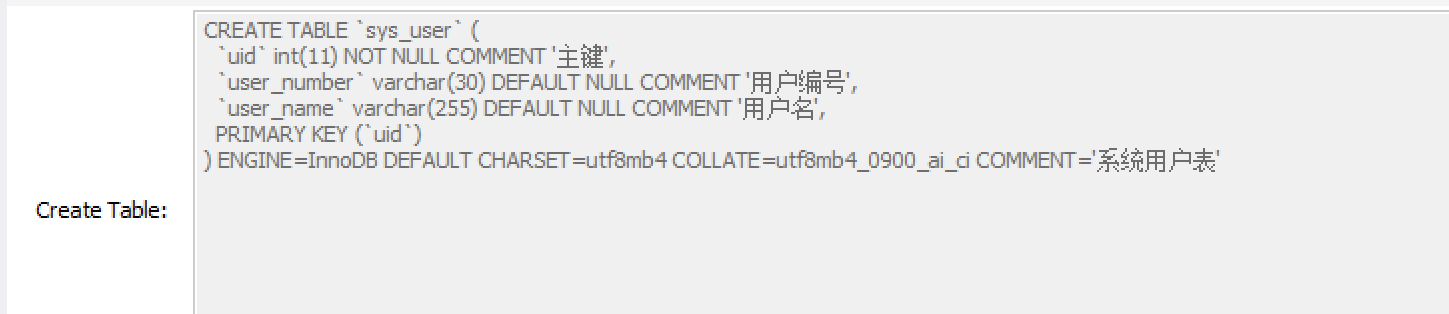 CREATE TABLE `sys_user` (
`uid` int(11) NOT NULL COMMENT '主键',
`user_number` varchar(30) DEFAULT NULL COMMENT '用户编号',
`user_name` varchar(255) DEFAULT NULL COMMENT '用户名',
PRIMARY KEY (`uid`)
) ENGINE=InnoDB DEFAULT CHARSET=utf8mb4 COLLATE=utf8mb4_0900_ai_ci COMMENT='系统用户表'
Create Table: